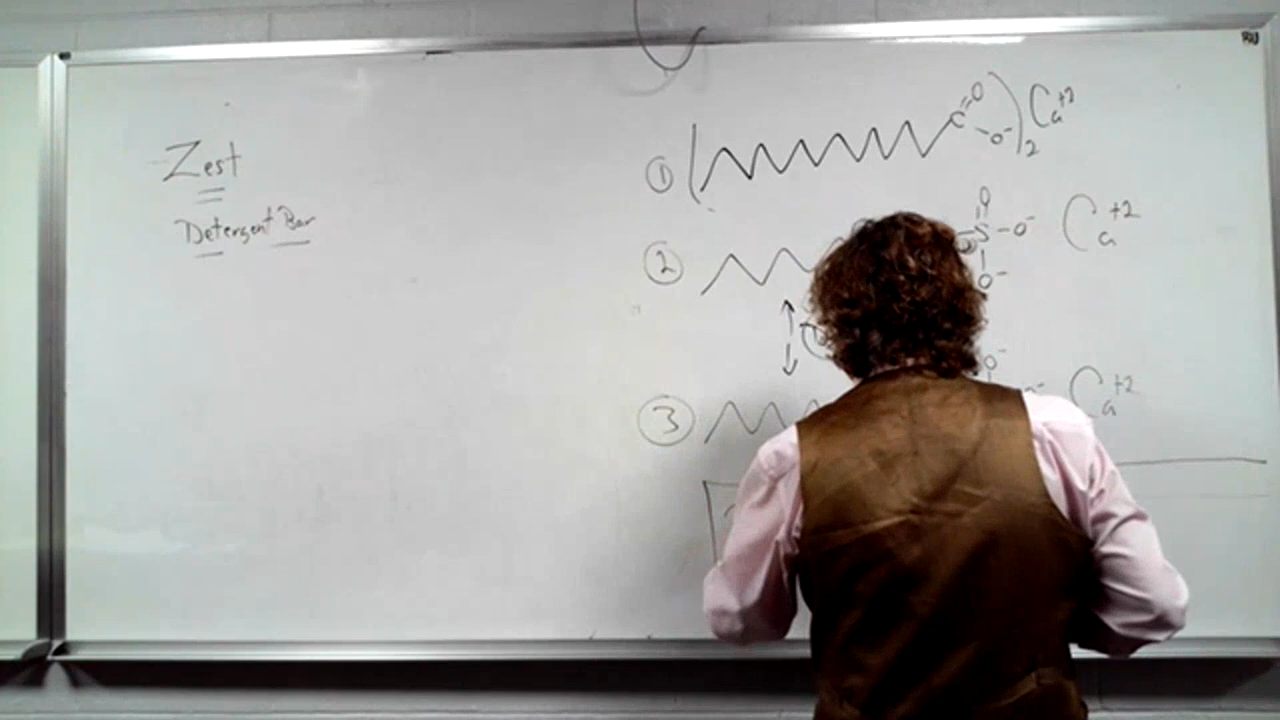 Zest
Detergent Bar
① ( C =O -O⁻ )₂ Ca⁺²
② O S -O⁻ O⁻ Ca⁺²
③ O⁻ Ca⁺²